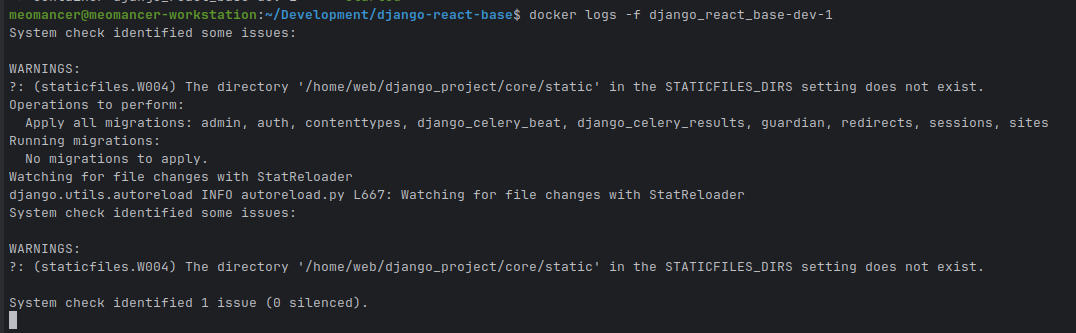 meomancer@meomancer-workstation:~/Development/django-react-base$ docker logs -f django_react_base-dev-1
System check identified some issues:
WARNINGS:
?: (staticfiles.W004) The directory '/home/web/django_project/core/static' in the STATICFILES_DIRS setting does not exist.
Operations to perform:
  Apply all migrations: admin, auth, contenttypes, django_celery_beat, django_celery_results, guardian, redirects, sessions, sites
Running migrations:
  No migrations to apply.
Watching for file changes with StatReloader
django.utils.autoreload INFO autoreload.py L667: Watching for file changes with StatReloader
System check identified some issues:
WARNINGS:
?: (staticfiles.W004) The directory '/home/web/django_project/core/static' in the STATICFILES_DIRS setting does not exist.
System check identified 1 issue (0 silenced).